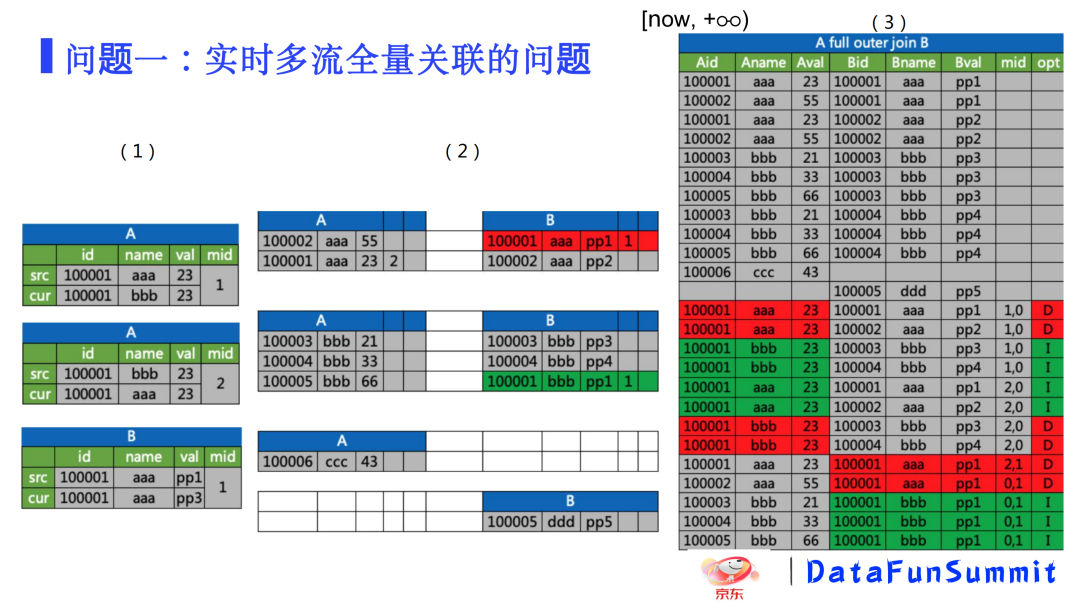 [now, +∞)
问题一：实时多流全量关联的问题
（1）
A
id name val mid
src 100001 aaa 23 1
cur 100001 bbb 23
A
id name val mid
src 100001 bbb 23 2
cur 100001 aaa 23
B
id name val mid
src 100001 aaa pp1 1
cur 100001 aaa pp3
（2）
A B
100002 aaa 55 100001 aaa pp1 1
100001 aaa 23 2 100002 aaa pp2
A B
100003 bbb 21 100003 bbb pp3
100004 bbb 33 100004 bbb pp4
100005 bbb 66 100001 bbb pp1 1
A
100006 ccc 43
B
100005 ddd pp5
（3）
A full outer join B
Aid Aname Aval Bid Bname Bval mid opt
100001 aaa 23 100001 aaa pp1
100002 aaa 55 100001 aaa pp1
100001 aaa 23 100002 aaa pp2
100002 aaa 55 100002 aaa pp2
100003 bbb 21 100003 bbb pp3
100004 bbb 33 100003 bbb pp3
100005 bbb 66 100003 bbb pp3
100003 bbb 21 100004 bbb pp4
100004 bbb 33 100004 bbb pp4
100005 bbb 66 100004 bbb pp4
100006 ccc 43
100005 ddd pp5
100001 aaa 23 100001 aaa pp1 1,0 D
100001 aaa 23 100002 aaa pp2 1,0 D
100001 bbb 23 100003 bbb pp3 1,0 I
100001 bbb 23 100004 bbb pp4 1,0 I
100001 aaa 23 100001 aaa pp1 2,0 I
100001 aaa 23 100002 aaa pp2 2,0 I
100001 bbb 23 100003 bbb pp3 2,0 D
100001 bbb 23 100004 bbb pp4 2,0 D
100001 aaa 23 100001 aaa pp1 2,1 D
100002 aaa 55 100001 aaa pp1 0,1 D
100003 bbb 21 100001 bbb pp1 0,1 I
100004 bbb 33 100001 bbb pp1 0,1 I
100005 bbb 66 100001 bbb pp1 0,1 I
京东
DataFunSummit